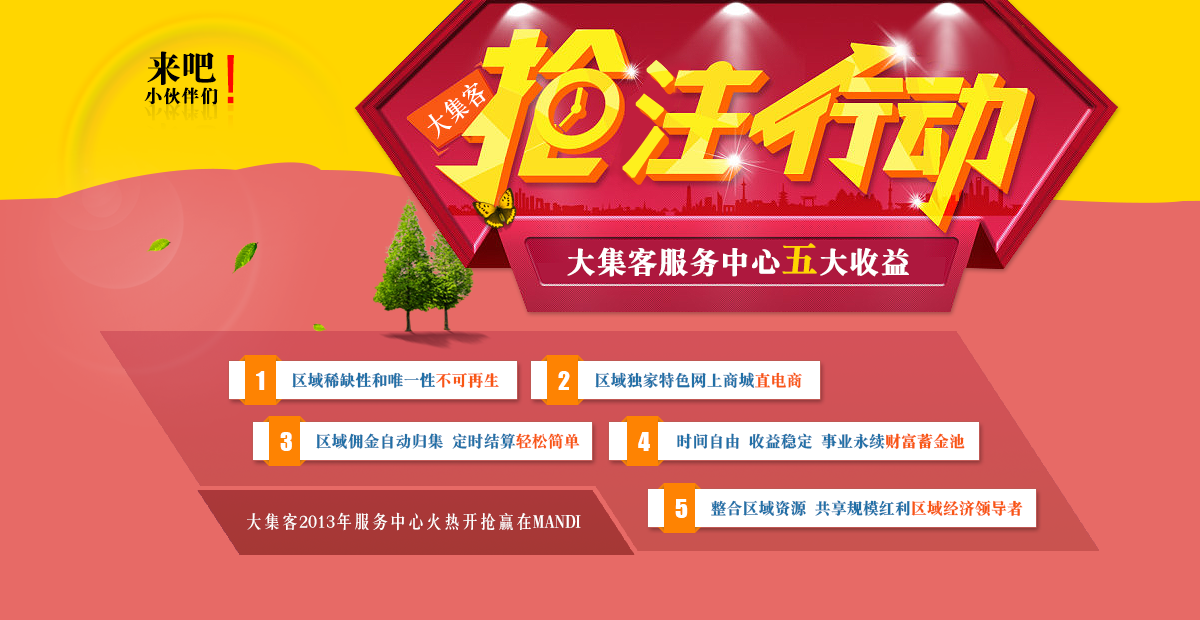 来吧!
小伙伴们
大集客
抢注行动
大集客服务中心五大收益
1 区域稀缺性和唯一性不可再生
2 区域独家特色网上商城直电商
3 区域佣金自动归集 定时结算轻松简单
4 时间自由 收益稳定 事业永续财富蓄金池
5 整合区域资源 共享规模红利区域经济领导者
大集客2013年服务中心火热开抢赢在MANDI